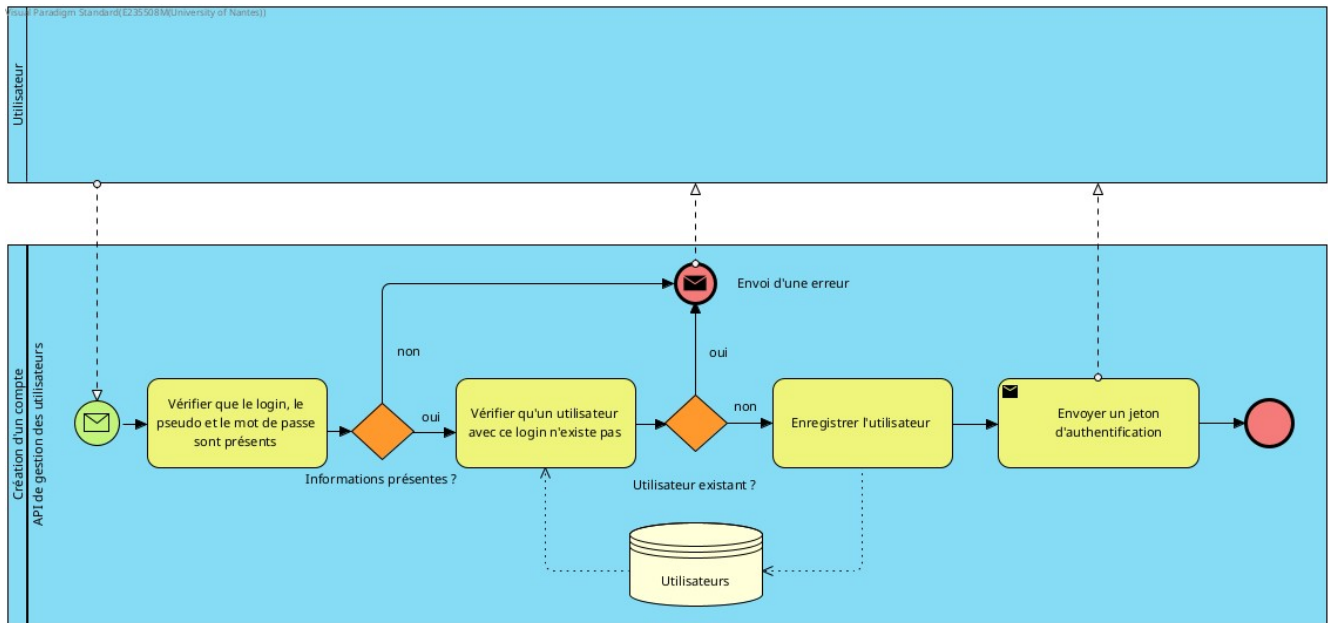 Visual Paradigm Standard(E235508M(University of Nantes))
Utilisateur
Création d'un compte
API de gestion des utilisateurs
Envoi d'une erreur
non
oui
Vérifier que le login, le
pseudo et le mot de passe
sont présents
oui
Vérifier qu'un utilisateur
avec ce login n'existe pas
non
Enregistrer l'utilisateur
Envoyer un jeton
d'authentification
Informations présentes ?
Utilisateur existant ?
Utilisateurs